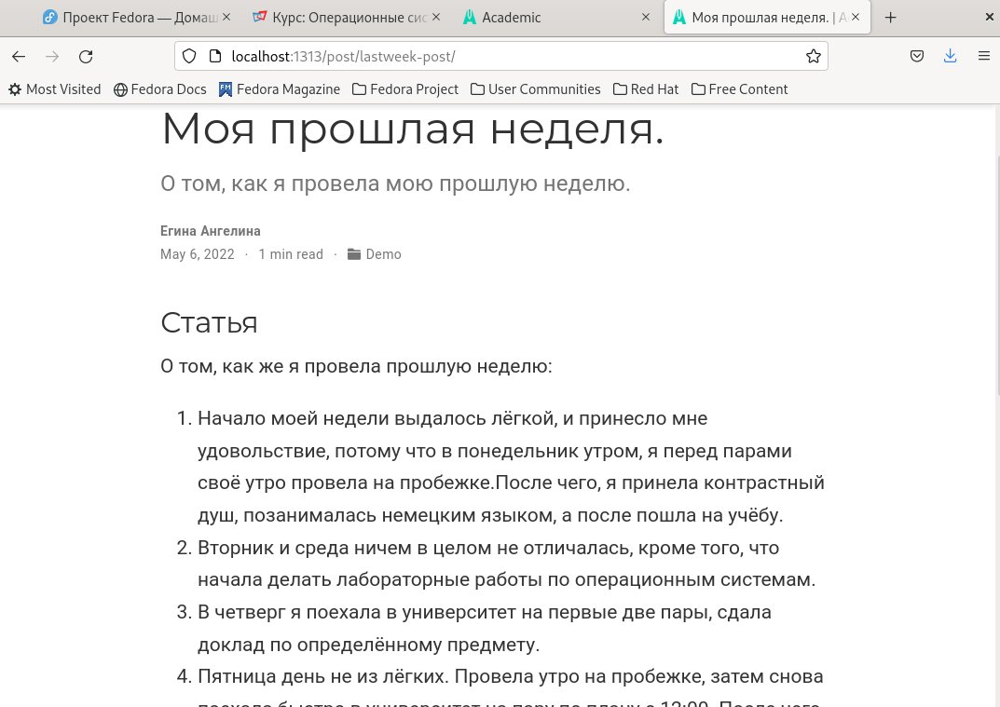 Проект Fedora — Домаш
Курс: Операционные сис
Academic
Моя прошлая неделя. | A
localhost:1313/post/lastweek-post/
Most Visited
Fedora Docs
Fedora Magazine
Fedora Project
User Communities
Red Hat
Free Content
Моя прошлая неделя.
О том, как я провела мою прошлую неделю.
Егина Ангелина
May 6, 2022 · 1 min read · Demo
Статья
О том, как же я провела прошлую неделю:
1. Начало моей недели выдалось лёгкой, и принесло мне
удовольствие, потому что в понедельник утром, я перед парами
своё утро провела на пробежке.После чего, я принела контрастный
душ, позанималась немецким языком, а после пошла на учёбу.
2. Вторник и среда ничем в целом не отличалась, кроме того, что
начала делать лабораторные работы по операционным системам.
3. В четверг я поехала в университет на первые две пары, сдала
доклад по определённому предмету.
4. Пятница день не из лёгких. Провела утро на пробежке, затем снова